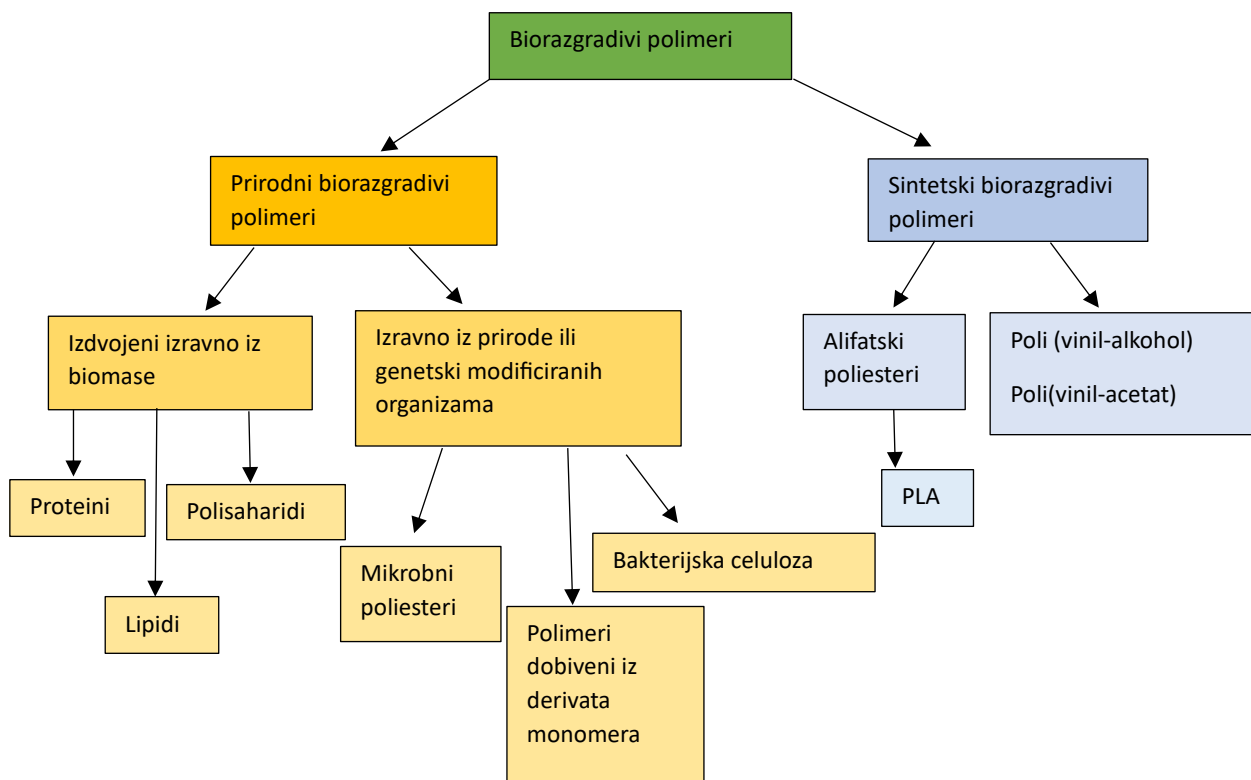 Biorazgradivi polimeri
Prirodni biorazgradivi
polimeri
Sintetski biorazgradivi
polimeri
Izdvojeni izravno iz
biomase
Izravno iz prirode ili
genetski modificiranih
organizama
Alifatski
poliesteri
Poli (vinil-alkohol)
Poli(vinil-acetat)
Proteini
Polisaharidi
PLA
Lipidi
Mikrobni
poliesteri
Bakterijska celuloza
Polimeri
dobiveni iz
derivata
monomera